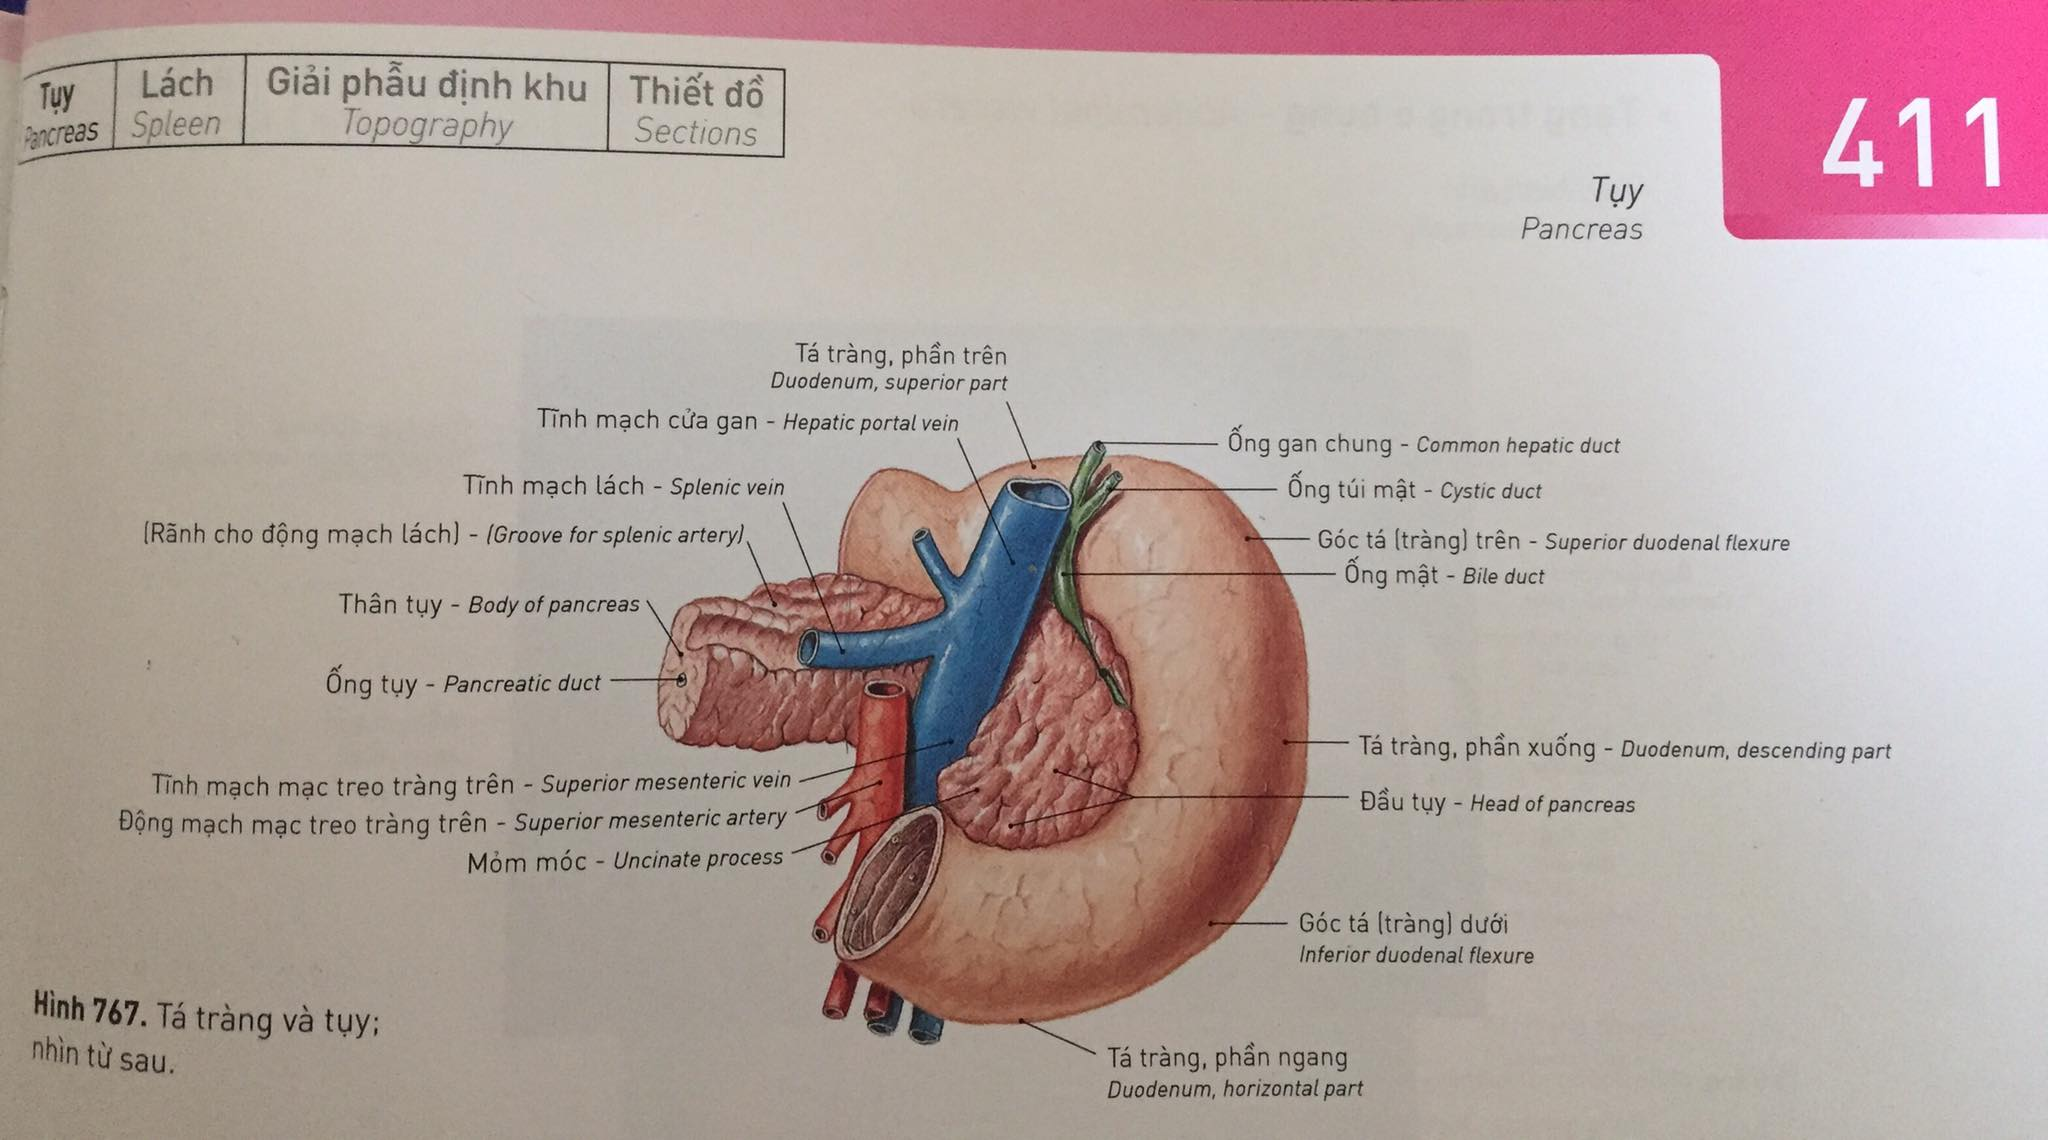 Tụy
Pancreas
Lách
Spleen
Giải phẫu định khu
Topography
Thiết đồ
Sections
411
Tụy
Pancreas
Tá tràng, phần trên
Duodenum, superior part
Tĩnh mạch cửa gan - Hepatic portal vein
Ống gan chung - Common hepatic duct
Tĩnh mạch lách - Splenic vein
Ống túi mật - Cystic duct
(Rãnh cho động mạch lách) - (Groove for splenic artery)
Góc tá (tràng) trên - Superior duodenal flexure
Ống mật - Bile duct
Thân tụy - Body of pancreas
Ống tụy - Pancreatic duct
Tá tràng, phần xuống - Duodenum, descending part
Tĩnh mạch mạc treo tràng trên - Superior mesenteric vein
Đầu tụy - Head of pancreas
Động mạch mạc treo tràng trên - Superior mesenteric artery
Mỏm móc - Uncinate process
Góc tá (tràng) dưới
Inferior duodenal flexure
Hình 767. Tá tràng và tụy;
nhìn từ sau.
Tá tràng, phần ngang
Duodenum, horizontal part